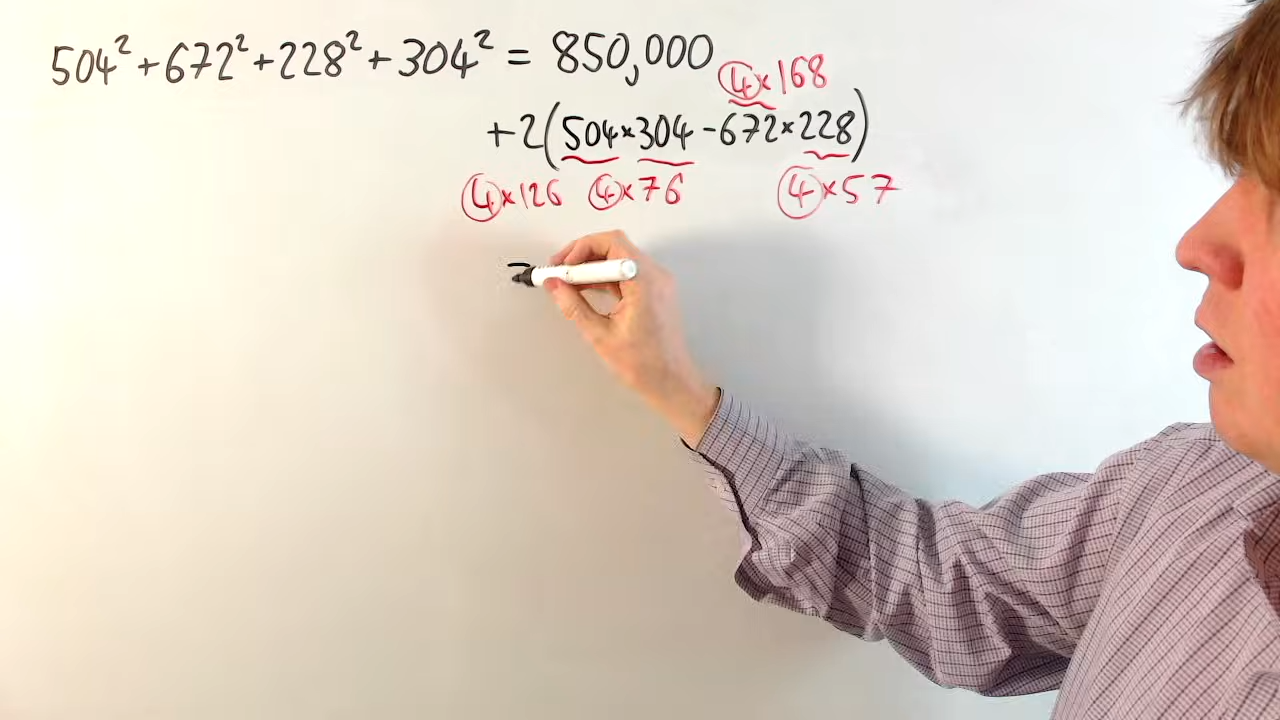 504² + 672² + 228² + 304² = 850,000
4 × 168
+ 2(504 × 304 - 672 × 228)
4 × 126 4 × 76 4 × 57